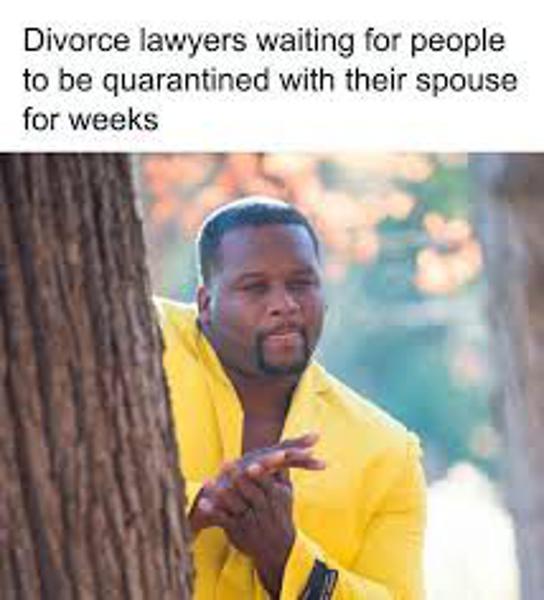 Divorce lawyers waiting for people
to be quarantined with their spouse
for weeks